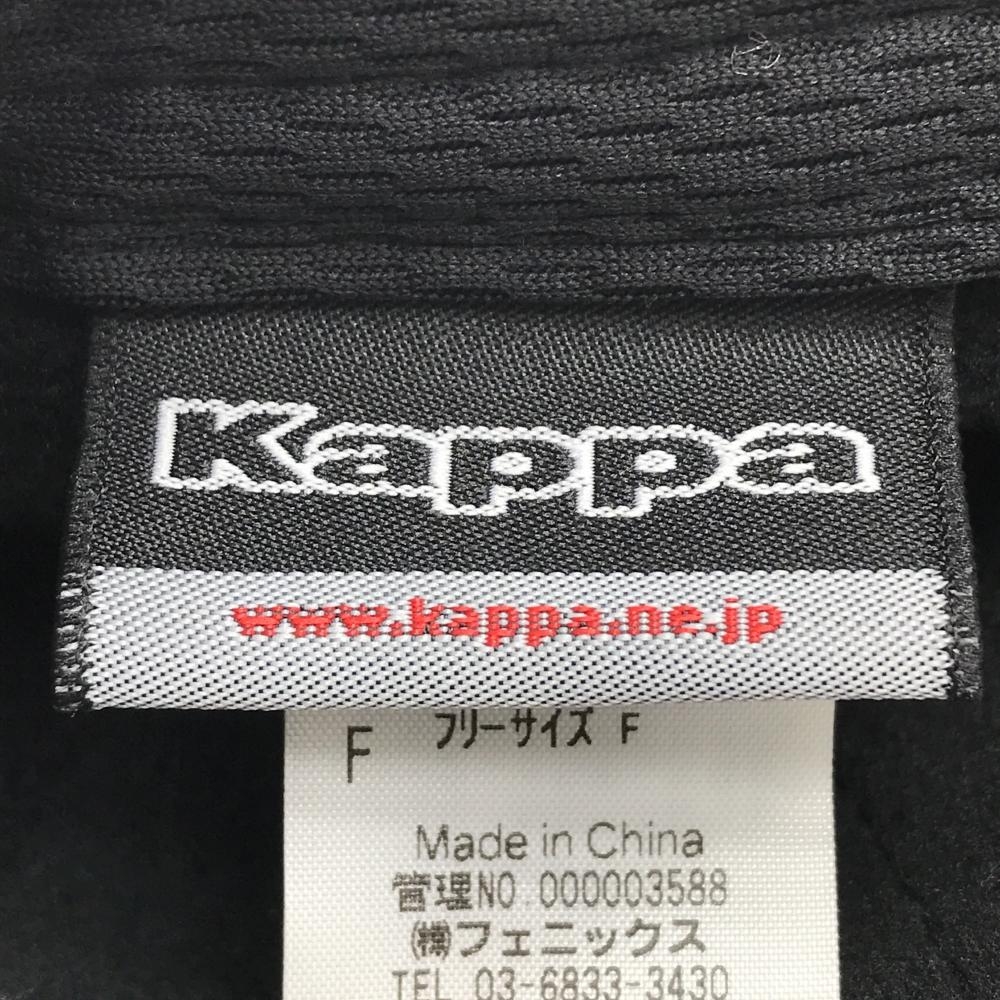 Kappa
www.kappa.ne.jp
F フリーサイズ F
Made in China
管理NO.000003588
㈱フェニックス
TEL 03-6833-3430